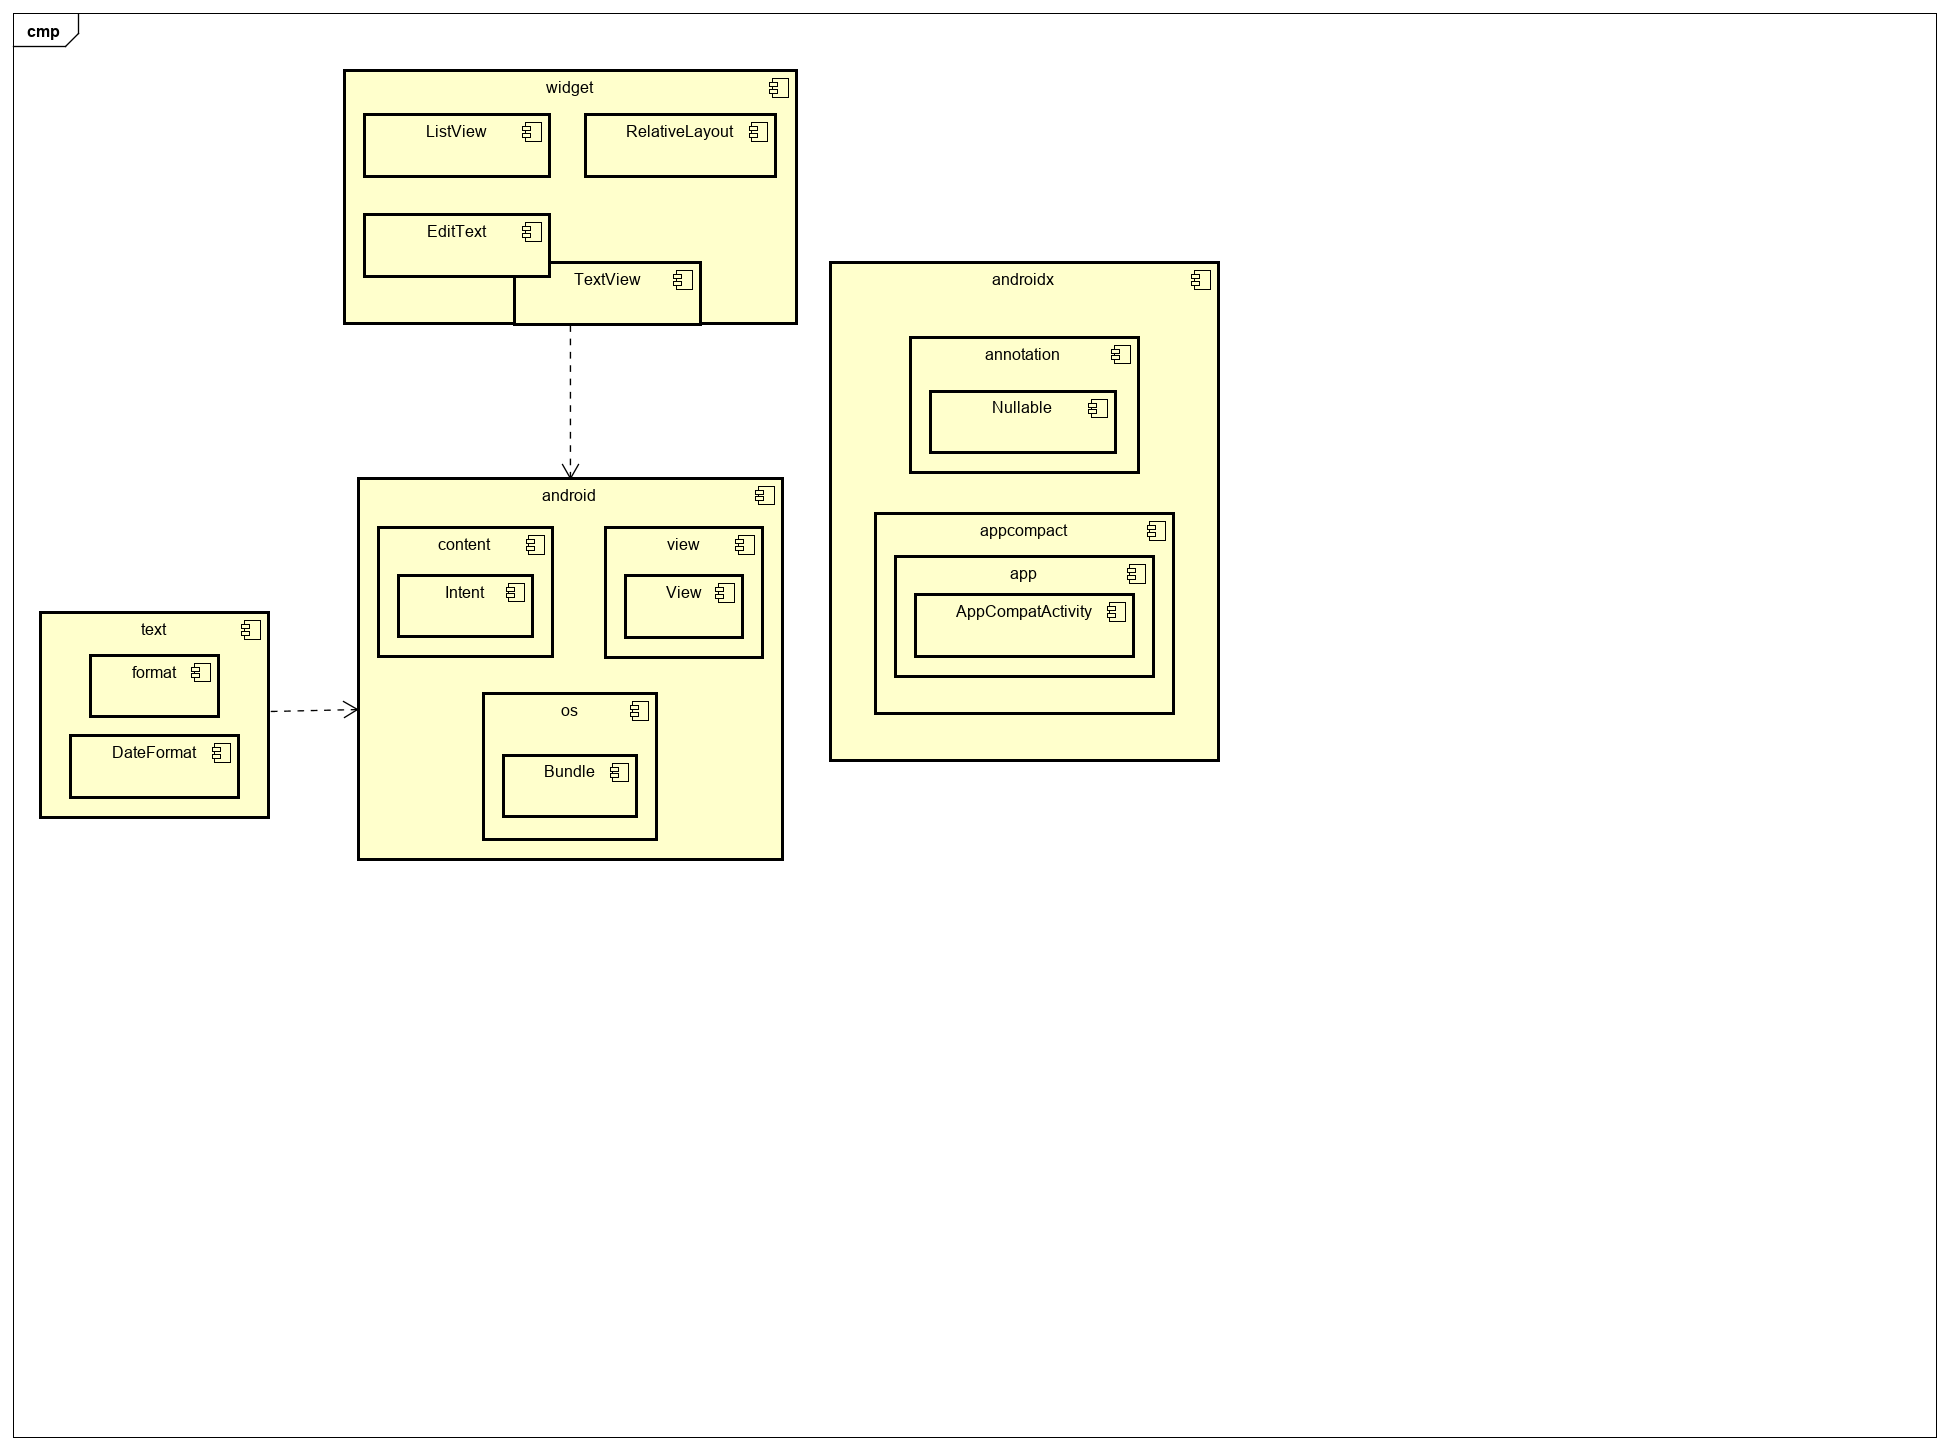 cmp
widget
ListView
RelativeLayout
EditText
TextView
androidx
annotation
Nullable
appcompact
app
AppCompatActivity
android
content
Intent
view
View
os
Bundle
text
format
DateFormat